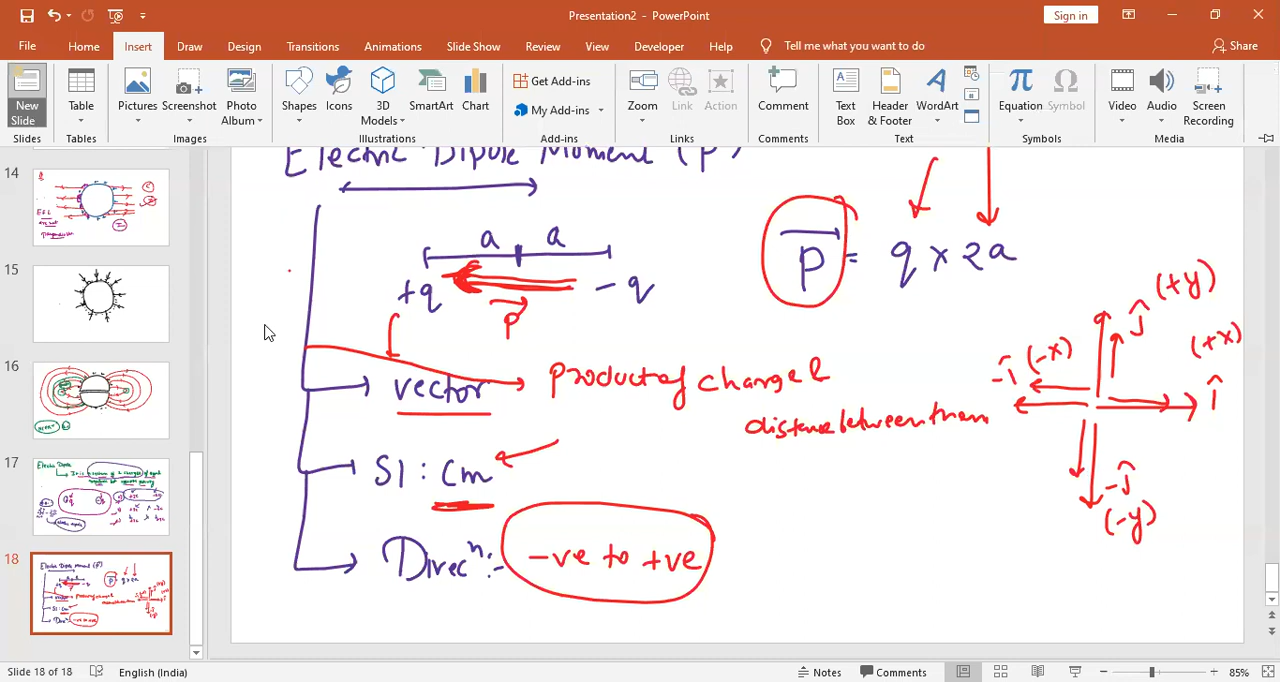 Presentation2 - PowerPoint
Sign in
File Home Insert Draw Design Transitions Animations Slide Show Review View Developer Help Tell me what you want to do Share
New Slide
Table
Pictures Screenshot Photo Album
Shapes Icons 3D Models SmartArt Chart
Get Add-ins
My Add-ins
Zoom Link Action
Comment
Text Box Header & Footer WordArt
Equation Symbol
Video Audio Screen Recording
Slides Tables Images Illustrations Add-ins Links Comments Text Symbols Media
14
15
16
17
18
Electric Dipole Moment (P)
a a
+q -q
p
p = q × 2a
vector
Product of charge &
distance between them
SI : Cm
Direcⁿ:- -ve to +ve
ĵ (+y)
-î (-x)
(+x)
î
-ĵ
(-y)
Slide 18 of 18 English (India) Notes Comments 85%